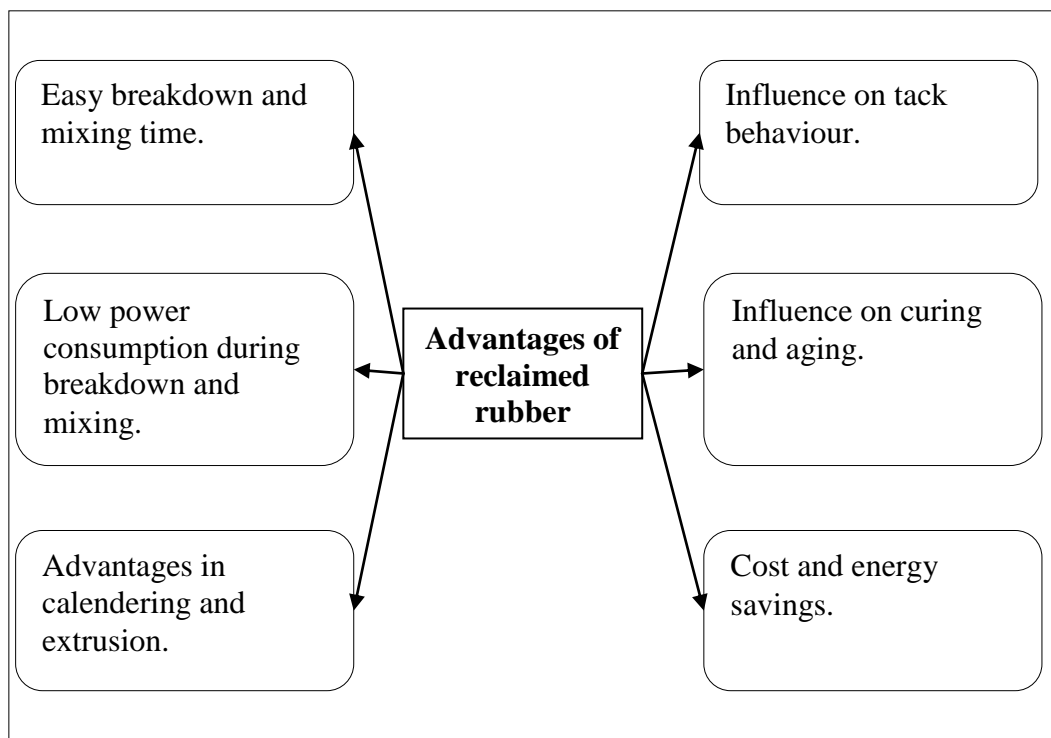 Easy breakdown and
mixing time.
Low power
consumption during
breakdown and
mixing.
Advantages in
calendering and
extrusion.
Advantages of
reclaimed
rubber
Influence on tack
behaviour.
Influence on curing
and aging.
Cost and energy
savings.